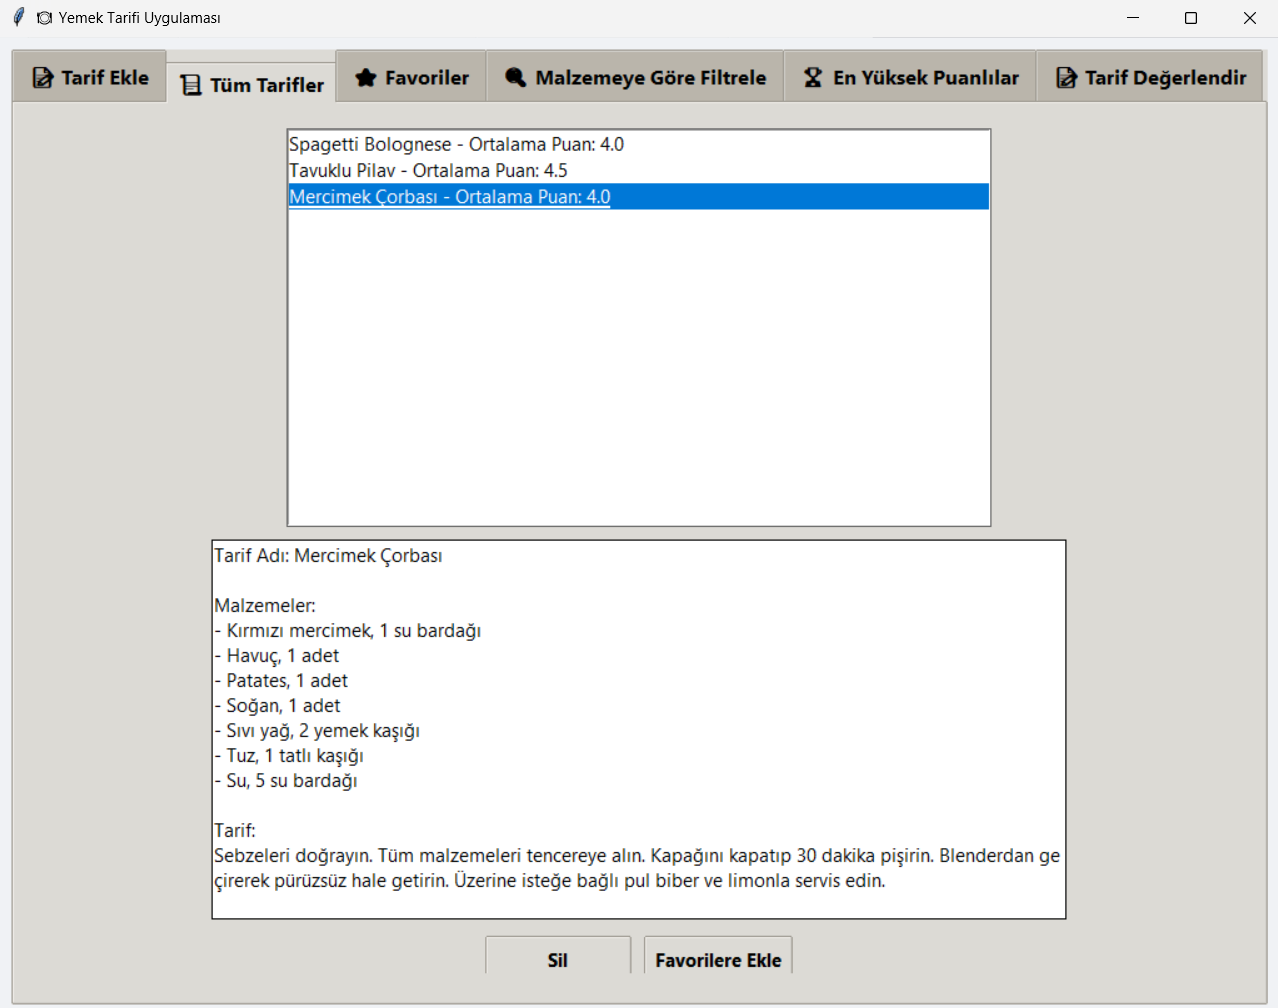 Yemek Tarifi Uygulaması
Tarif Ekle
Tüm Tarifler
Favoriler
Malzemeye Göre Filtrele
En Yüksek Puanlılar
Tarif Değerlendir
Spagetti Bolognese - Ortalama Puan: 4.0
Tavuklu Pilav - Ortalama Puan: 4.5
Mercimek Çorbası - Ortalama Puan: 4.0
Tarif Adı: Mercimek Çorbası
Malzemeler:
- Kırmızı mercimek, 1 su bardağı
- Havuç, 1 adet
- Patates, 1 adet
- Soğan, 1 adet
- Sıvı yağ, 2 yemek kaşığı
- Tuz, 1 tatlı kaşığı
- Su, 5 su bardağı
Tarif:
Sebzeleri doğrayın. Tüm malzemeleri tencereye alın. Kapağını kapatıp 30 dakika pişirin. Blenderdan ge
çirerek pürüzsüz hale getirin. Üzerine isteğe bağlı pul biber ve limonla servis edin.
Sil
Favorilere Ekle